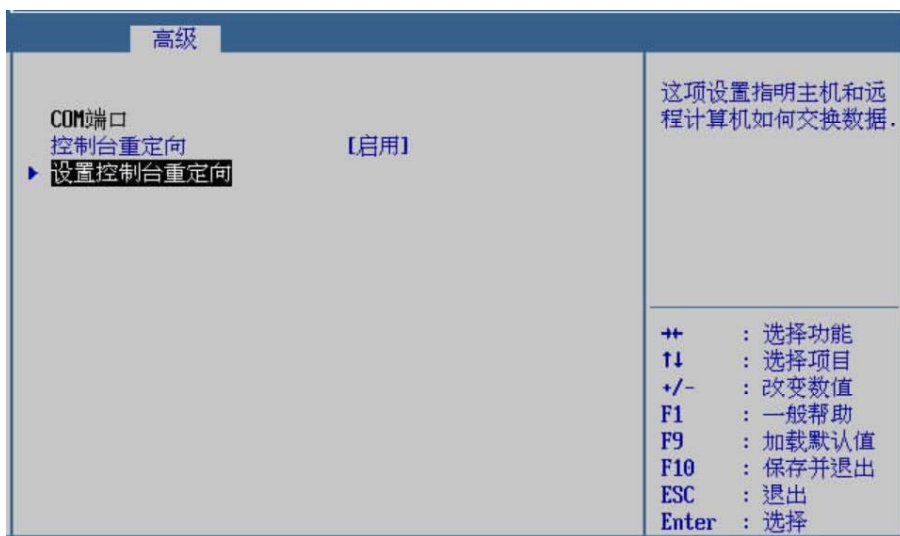 高级
COM端口
控制台重定向 [启用]
设置控制台重定向
这项设置指明主机和远
程计算机如何交换数据.
→← : 选择功能
↑↓ : 选择项目
+/- : 改变数值
F1 : 一般帮助
F9 : 加载默认值
F10 : 保存并退出
ESC : 退出
Enter : 选择